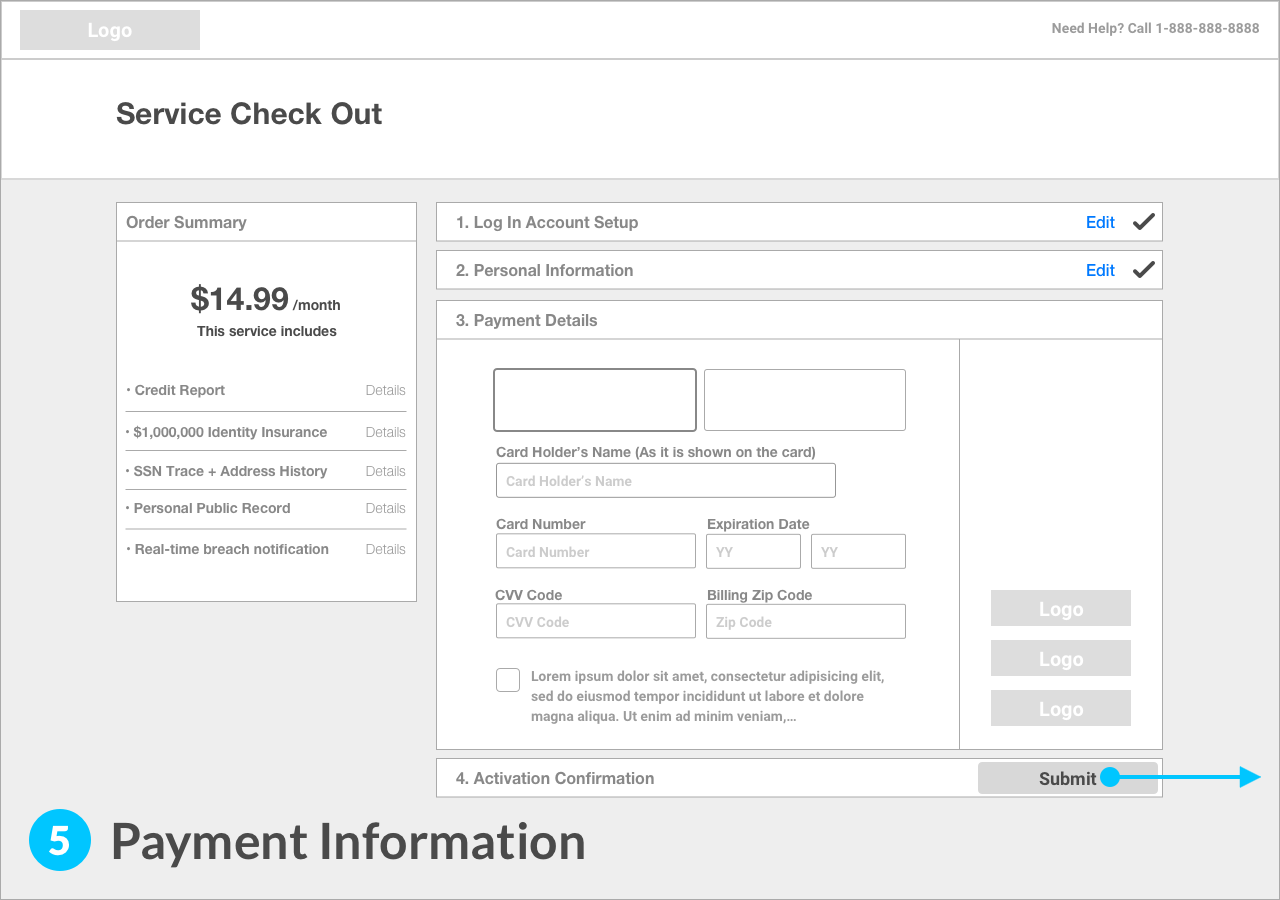 Logo
Need Help? Call 1-888-888-8888
Service Check Out
Order Summary
$14.99 /month
This service includes
• Credit Report Details
• $1,000,000 Identity Insurance Details
• SSN Trace + Address History Details
• Personal Public Record Details
• Real-time breach notification Details
1. Log In Account Setup Edit
2. Personal Information Edit
3. Payment Details
Card Holder's Name (As it is shown on the card)
Card Holder's Name
Card Number Expiration Date
Card Number YY YY
CVV Code Billing Zip Code
CVV Code Zip Code
Lorem ipsum dolor sit amet, consectetur adipisicing elit,
sed do eiusmod tempor incididunt ut labore et dolore
magna aliqua. Ut enim ad minim veniam,...
Logo
Logo
Logo
4. Activation Confirmation Submit
5 Payment Information